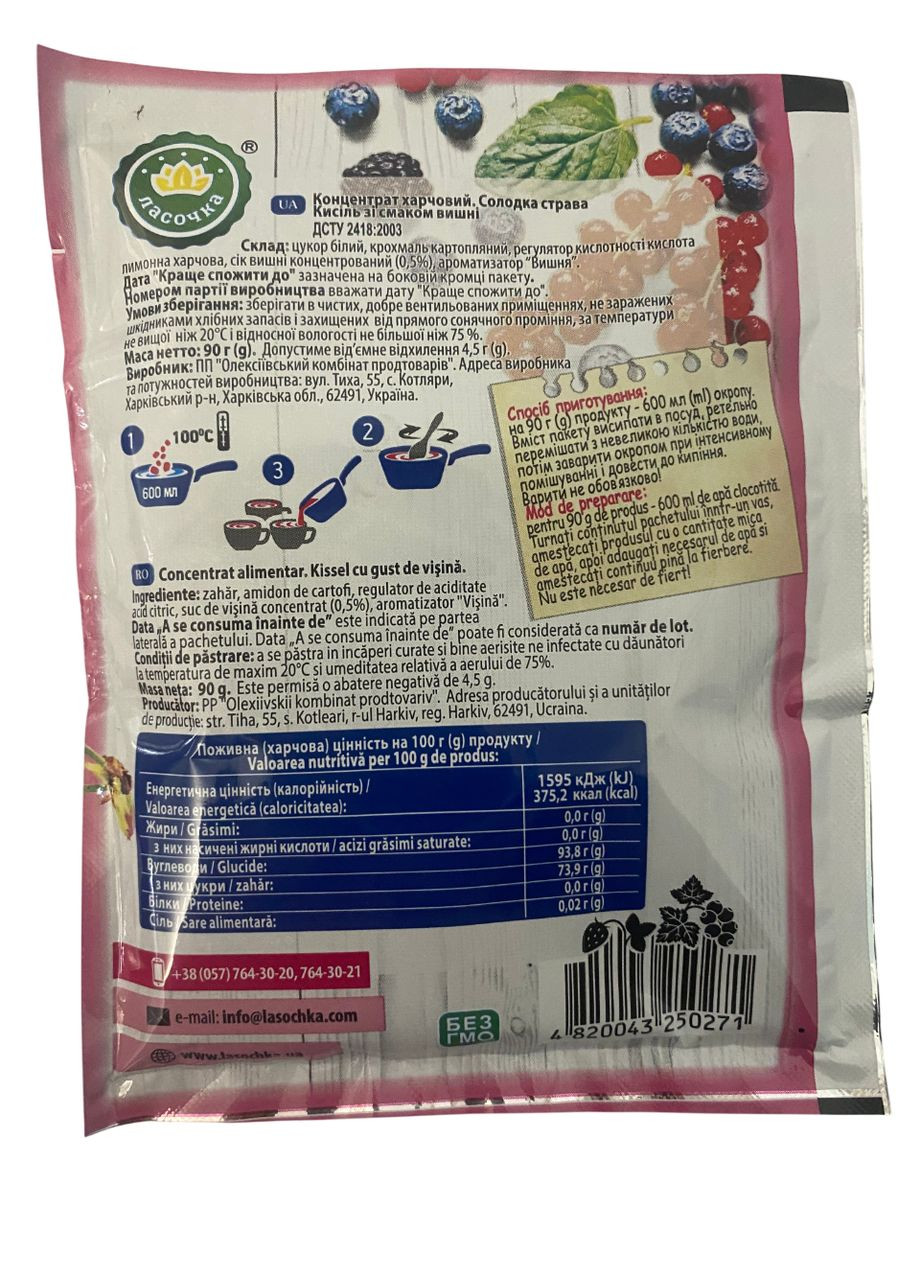 ласочка
®
UA Концентрат харчовий. Солодка страва
Кисіль зі смаком вишні
ДСТУ 2418:2003
Склад: цукор білий, крохмаль картопляний, регулятор кислотності кислота
лимонна харчова, сік вишні концентрований (0,5%), ароматизатор "Вишня".
Дата "Краще спожити до" зазначена на боковій кромці пакету.
Номером партії виробництва вважати дату "Краще спожити до".
Умови зберігання: зберігати в чистих, добре вентильованих приміщеннях, не заражених
шкідниками хлібних запасів і захищених від прямого сонячного проміння, за температури
не вищої ніж 20°С і відносної вологості не більшої ніж 75 %.
Маса нетто: 90 г (g). Допустиме від'ємне відхилення 4,5 г (g).
Виробник: ПП "Олексіївський комбінат продтоварів". Адреса виробника
та потужностей виробництва: вул. Тиха, 55, с. Котляри,
Харківський р-н, Харківська обл., 62491, Україна.
1
100°C
600 мл
2
3
Спосіб приготування:
на 90 г (g) продукту - 600 мл (ml) окропу.
Вміст пакету висипати в посуд, ретельно
перемішати з невеликою кількістю води,
потім заварити окропом при інтенсивному
помішуванні і довести до кипіння.
Варити не обов'язково!
Mod de preparare:
pentru 90 g de produs - 600 ml de apă clocotită.
Turnați conținutul pachetului înntr-un vas,
amestecați produsul cu o cantitate mica
de apă, apoi adaugați necesarul de apă si
amestecăti continuu pină la fierbere.
Nu este necesar de fiert!
RO Concentrat alimentar. Kissel cu gust de vișină.
Ingrediente: zahăr, amidon de cartofi, regulator de aciditate
acid citric, suc de vișină concentrat (0,5%), aromatizator "Vișină".
Data „A se consuma înainte de" este indicată pe partea
laterală a pachetului. Data „A se consuma înainte de" poate fi considerată ca număr de lot.
Condiții de păstrare: a se păstra in incăperi curate si bine aerisite ne infectate cu dăunători
la temperatura de maxim 20°C si umeditatea relativă a aerului de 75%.
Masa neta: 90 g. Este permisă o abatere negativă de 4,5 g.
Producător: PP "Olexiivskii kombinat prodtovariv". Adresa producătorului și a unităților
de producție: str. Tiha, 55, s. Kotleari, r-ul Harkiv, reg. Harkiv, 62491, Ucraina.
Поживна (харчова) цінність на 100 г (g) продукту /
Valoarea nutritivă per 100 g de produs:
Енергетична цінність (калорійність) /
Valoarea energetică (caloricitatea):
1595 кДж (kJ)
375,2 ккал (kcal)
Жири / Grăsimi:
0,0 г (g)
з них насичені жирні кислоти / acizi grăsimi saturate:
0,0 г (g)
Вуглеводи / Glucide:
93,8 г (g)
з них цукри / zahăr:
73,9 г (g)
Білки / Proteine:
0,0 г (g)
Сіль / Sare alimentară:
0,02 г (g)
+38 (057) 764-30-20, 764-30-21
e-mail: info@lasochka.com
www.lasochka.ua
БЕЗ
ГМО
4 820043 250271